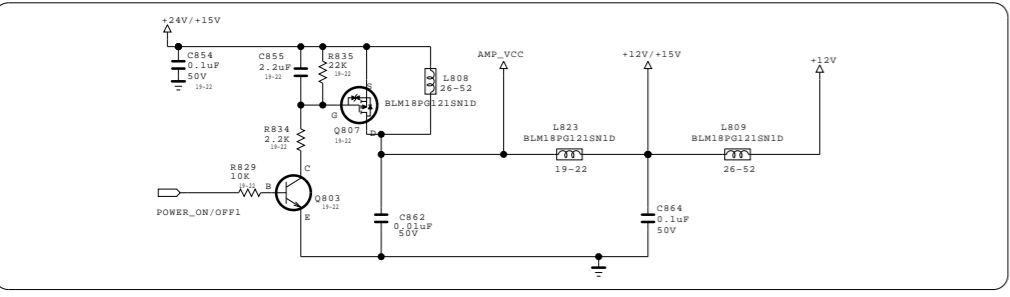 +24V/+15V
C854
0.1uF
50V
19-22
C855
2.2uF
19-22
R835
22K
19-22
S
G
D
Q807
19-22
L808
26-52
BLM18PG121SN1D
AMP_VCC
+12V/+15V
+12V
L823
BLM18PG121SN1D
19-22
L809
BLM18PG121SN1D
26-52
R834
2.2K
19-22
R829
10K
19-22
B
C
E
Q803
19-22
POWER_ON/OFF1
C862
0.01uF
50V
C864
0.1uF
50V